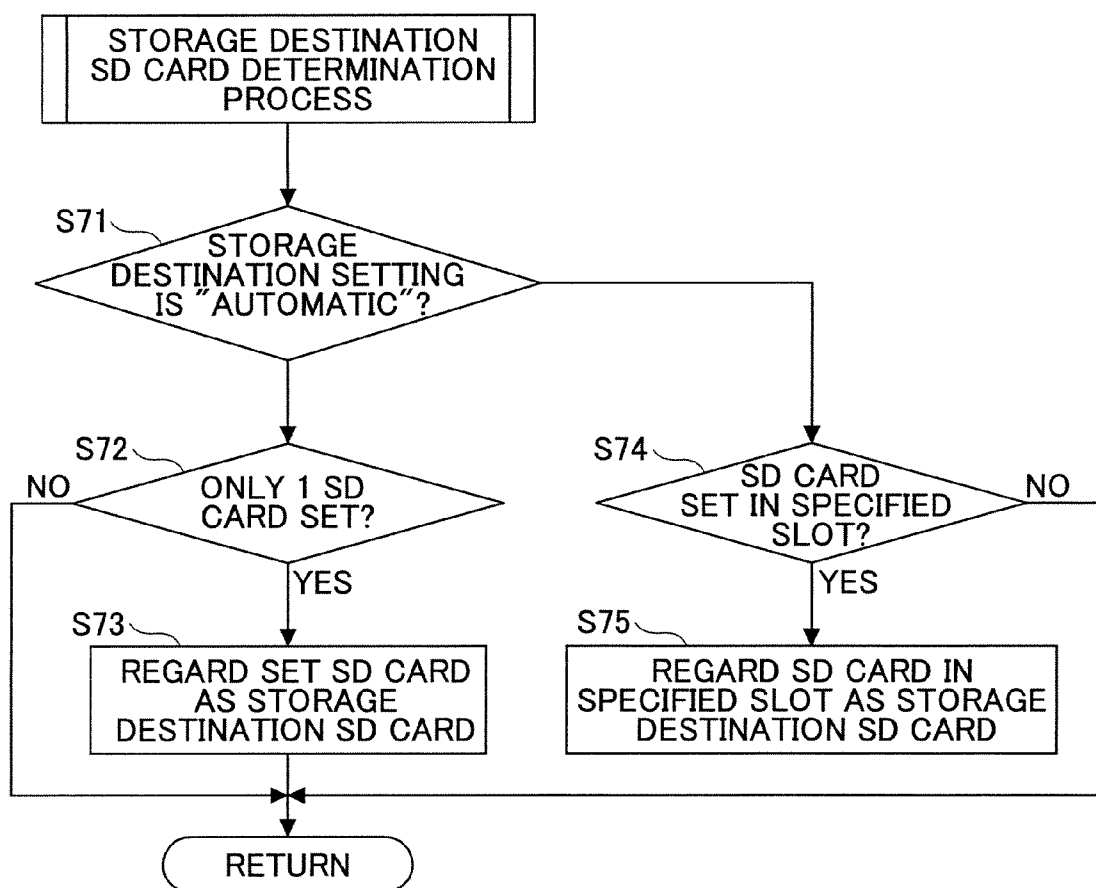 STORAGE DESTINATION
SD CARD DETERMINATION
PROCESS
S71
STORAGE
DESTINATION SETTING
IS "AUTOMATIC"?
S72
NO
ONLY 1 SD
CARD SET?
YES
S74
SD CARD
SET IN SPECIFIED
SLOT?
NO
YES
S73
REGARD SET SD CARD
AS STORAGE
DESTINATION SD CARD
S75
REGARD SD CARD IN
SPECIFIED SLOT AS STORAGE
DESTINATION SD CARD
RETURN